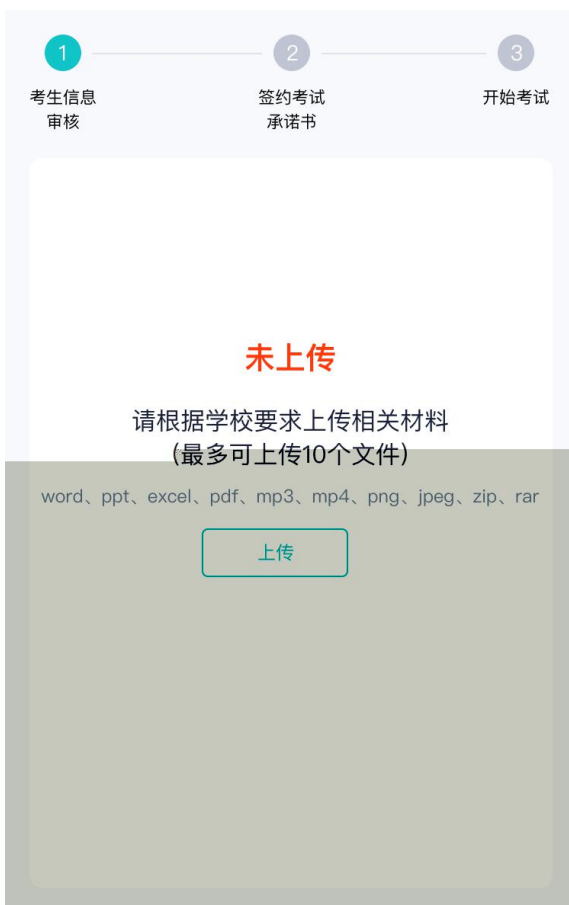 1
2
3
考生信息
审核
签约考试
承诺书
开始考试
未上传
请根据学校要求上传相关材料
(最多可上传10个文件)
word、ppt、excel、pdf、mp3、mp4、png、jpeg、zip、rar
上传